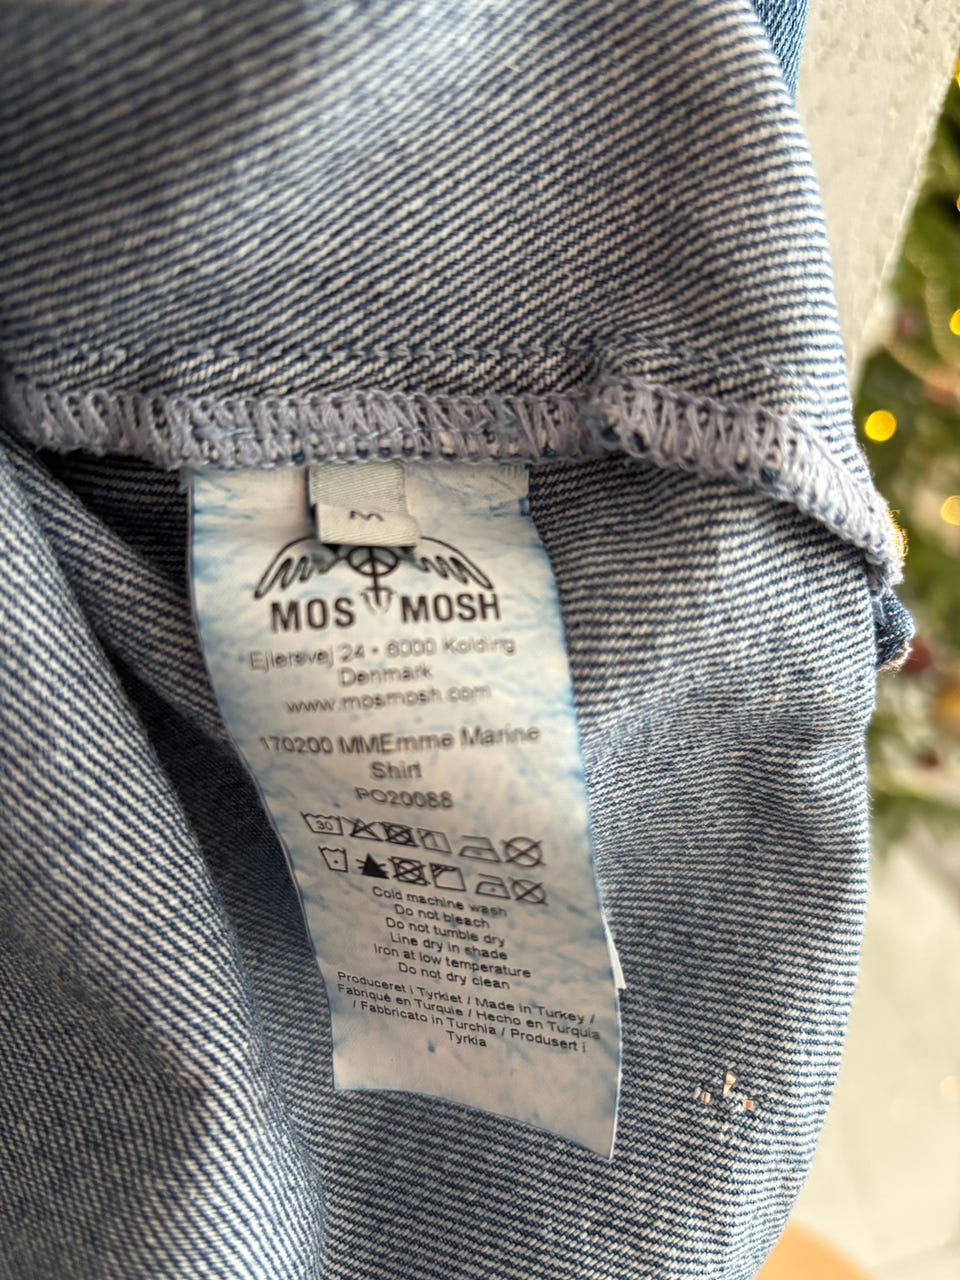 M
MOS MOSH
Ejlersvej 24 • 6000 Kolding
Denmark
www.mosmosh.com
170200 MMEmme Marine
Shirt
PO20088
30
Cold machine wash
Do not bleach
Do not tumble dry
Line dry in shade
Iron at low temperature
Do not dry clean
Produceret i Tyrkiet / Made in Turkey /
Fabriqué en Turquie / Hecho en Turquia
/ Fabbricato in Turchia / Produsert i
Tyrkia